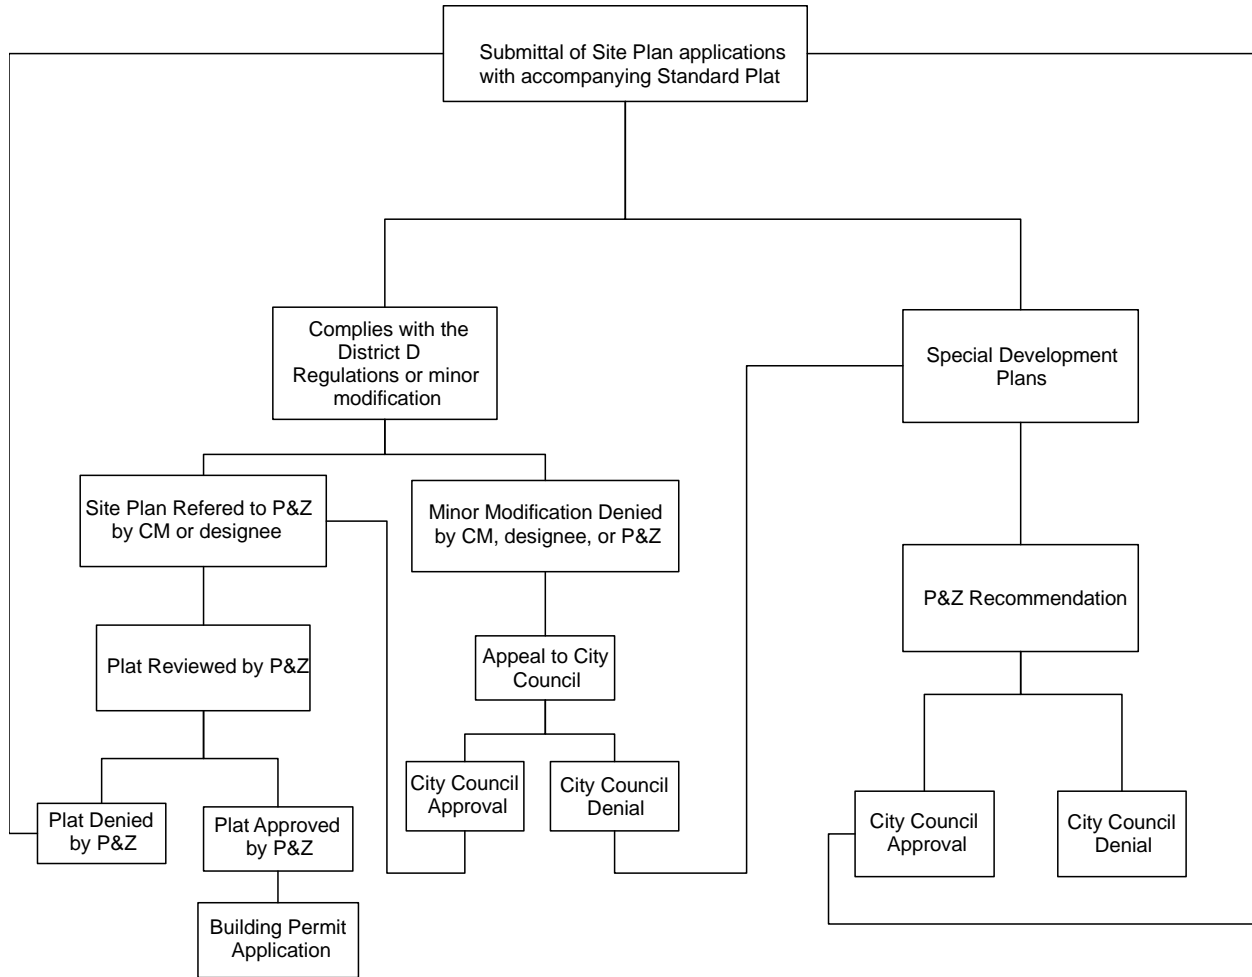 Submittal of Site Plan applications
with accompanying Standard Plat
Complies with the
District D
Regulations or minor
modification
Special Development
Plans
Site Plan Refered to P&Z
by CM or designee
Minor Modification Denied
by CM, designee, or P&Z
P&Z Recommendation
Plat Reviewed by P&Z
Appeal to City
Council
City Council
Approval
City Council
Denial
Plat Denied
by P&Z
Plat Approved
by P&Z
City Council
Approval
City Council
Denial
Building Permit
Application